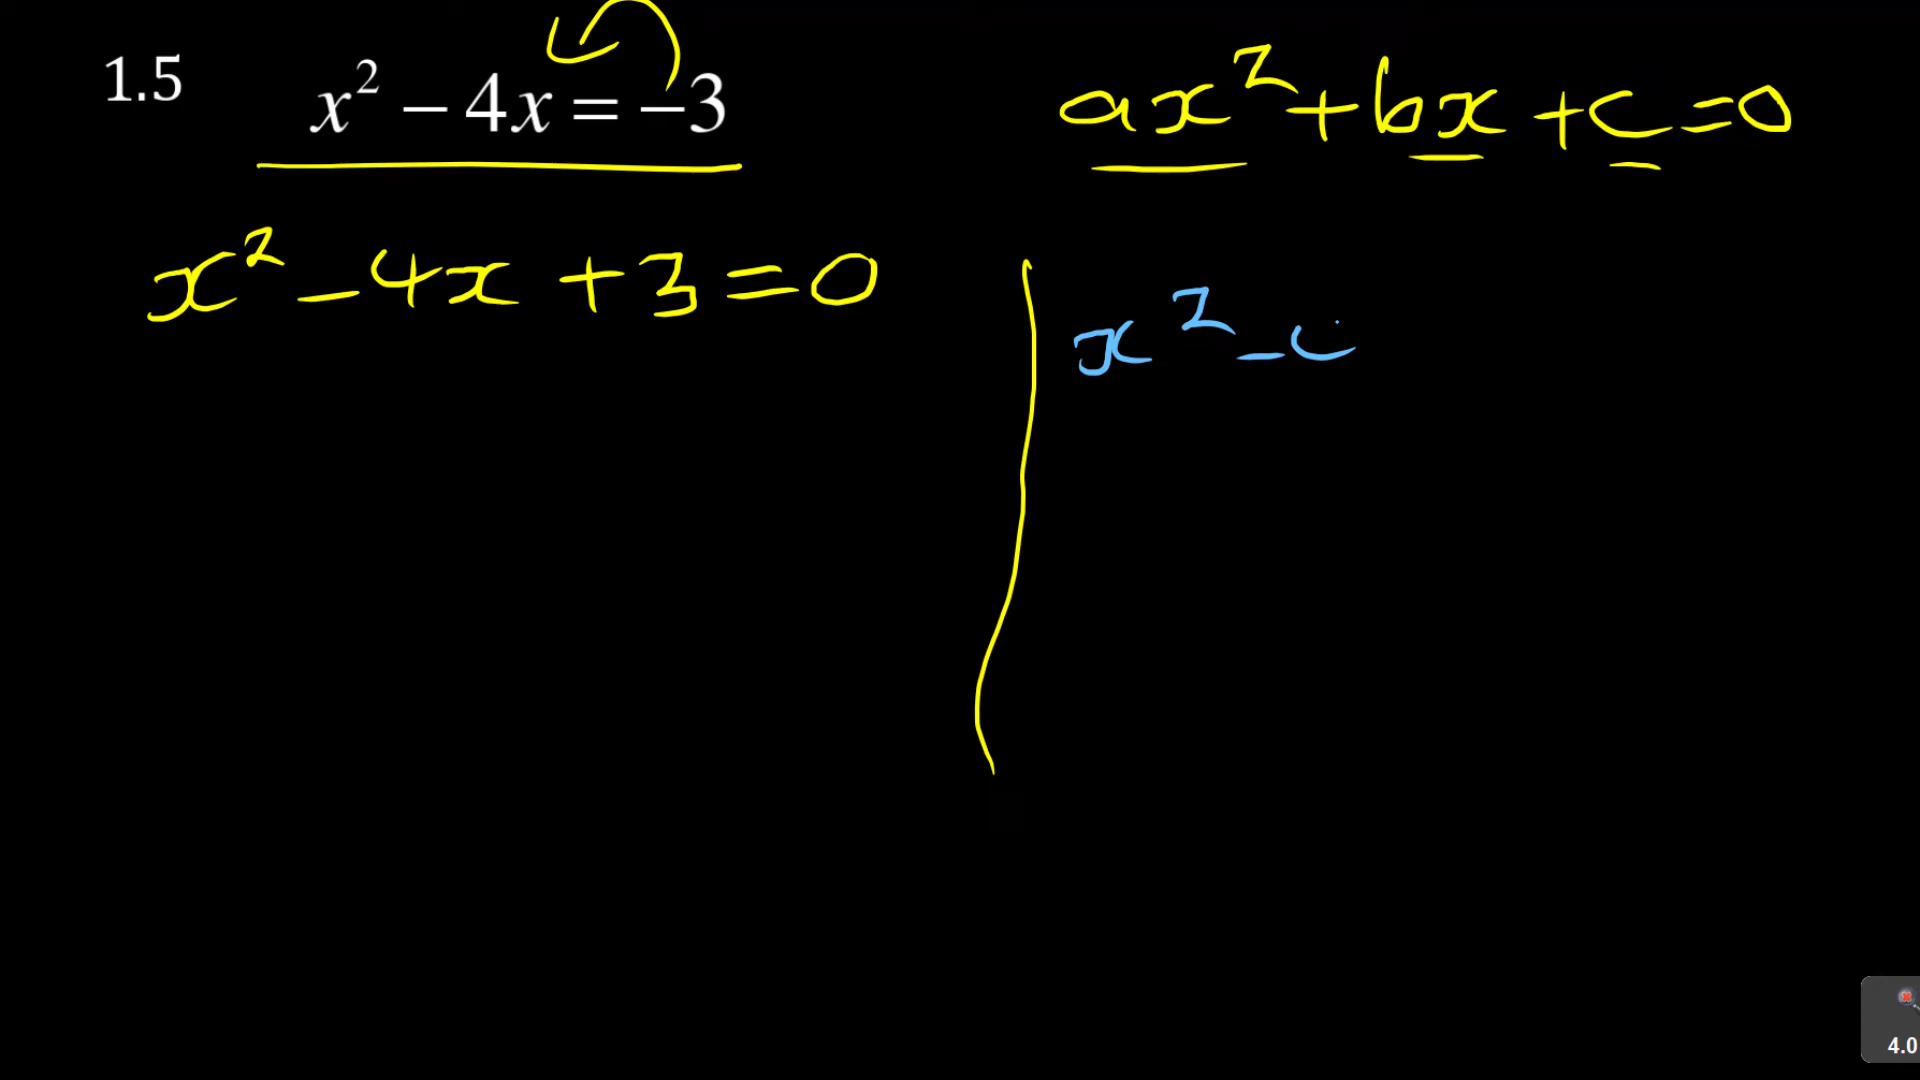 1.5 x² − 4x = −3
ax² + bx + c = 0
x² − 4x + 3 = 0
x² −
4.0